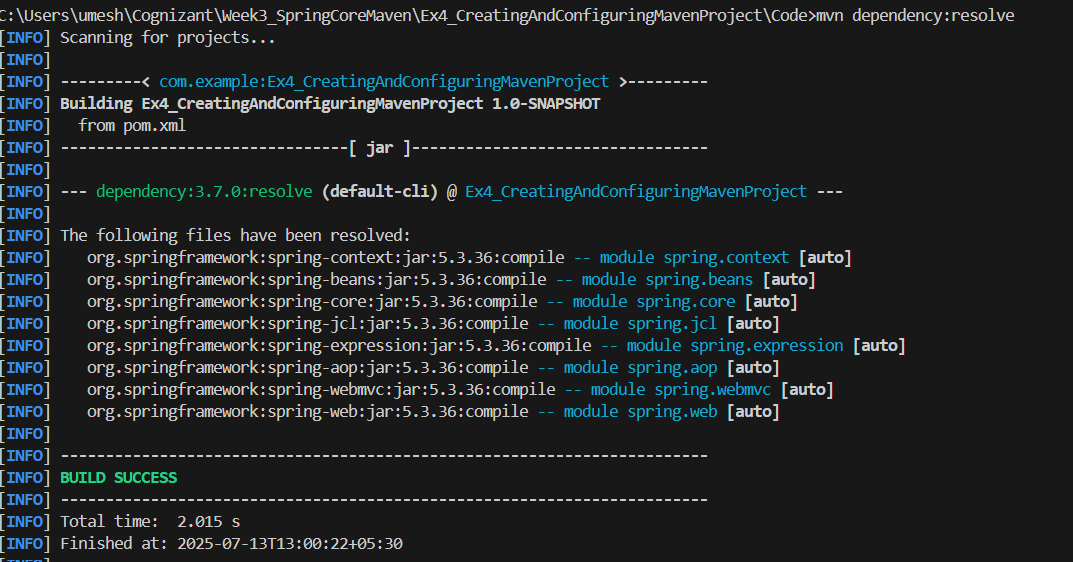 C:\Users\umesh\Cognizant\Week3_SpringCoreMaven\Ex4_CreatingAndConfiguringMavenProject\Code>mvn dependency:resolve
[INFO] Scanning for projects...
[INFO]
[INFO] ---------< com.example:Ex4_CreatingAndConfiguringMavenProject >---------
[INFO] Building Ex4_CreatingAndConfiguringMavenProject 1.0-SNAPSHOT
[INFO]   from pom.xml
[INFO] --------------------------------[ jar ]---------------------------------
[INFO]
[INFO] --- dependency:3.7.0:resolve (default-cli) @ Ex4_CreatingAndConfiguringMavenProject ---
[INFO]
[INFO] The following files have been resolved:
[INFO]    org.springframework:spring-context:jar:5.3.36:compile -- module spring.context [auto]
[INFO]    org.springframework:spring-beans:jar:5.3.36:compile -- module spring.beans [auto]
[INFO]    org.springframework:spring-core:jar:5.3.36:compile -- module spring.core [auto]
[INFO]    org.springframework:spring-jcl:jar:5.3.36:compile -- module spring.jcl [auto]
[INFO]    org.springframework:spring-expression:jar:5.3.36:compile -- module spring.expression [auto]
[INFO]    org.springframework:spring-aop:jar:5.3.36:compile -- module spring.aop [auto]
[INFO]    org.springframework:spring-webmvc:jar:5.3.36:compile -- module spring.webmvc [auto]
[INFO]    org.springframework:spring-web:jar:5.3.36:compile -- module spring.web [auto]
[INFO]
[INFO] ------------------------------------------------------------------------
[INFO] BUILD SUCCESS
[INFO] ------------------------------------------------------------------------
[INFO] Total time:  2.015 s
[INFO] Finished at: 2025-07-13T13:00:22+05:30